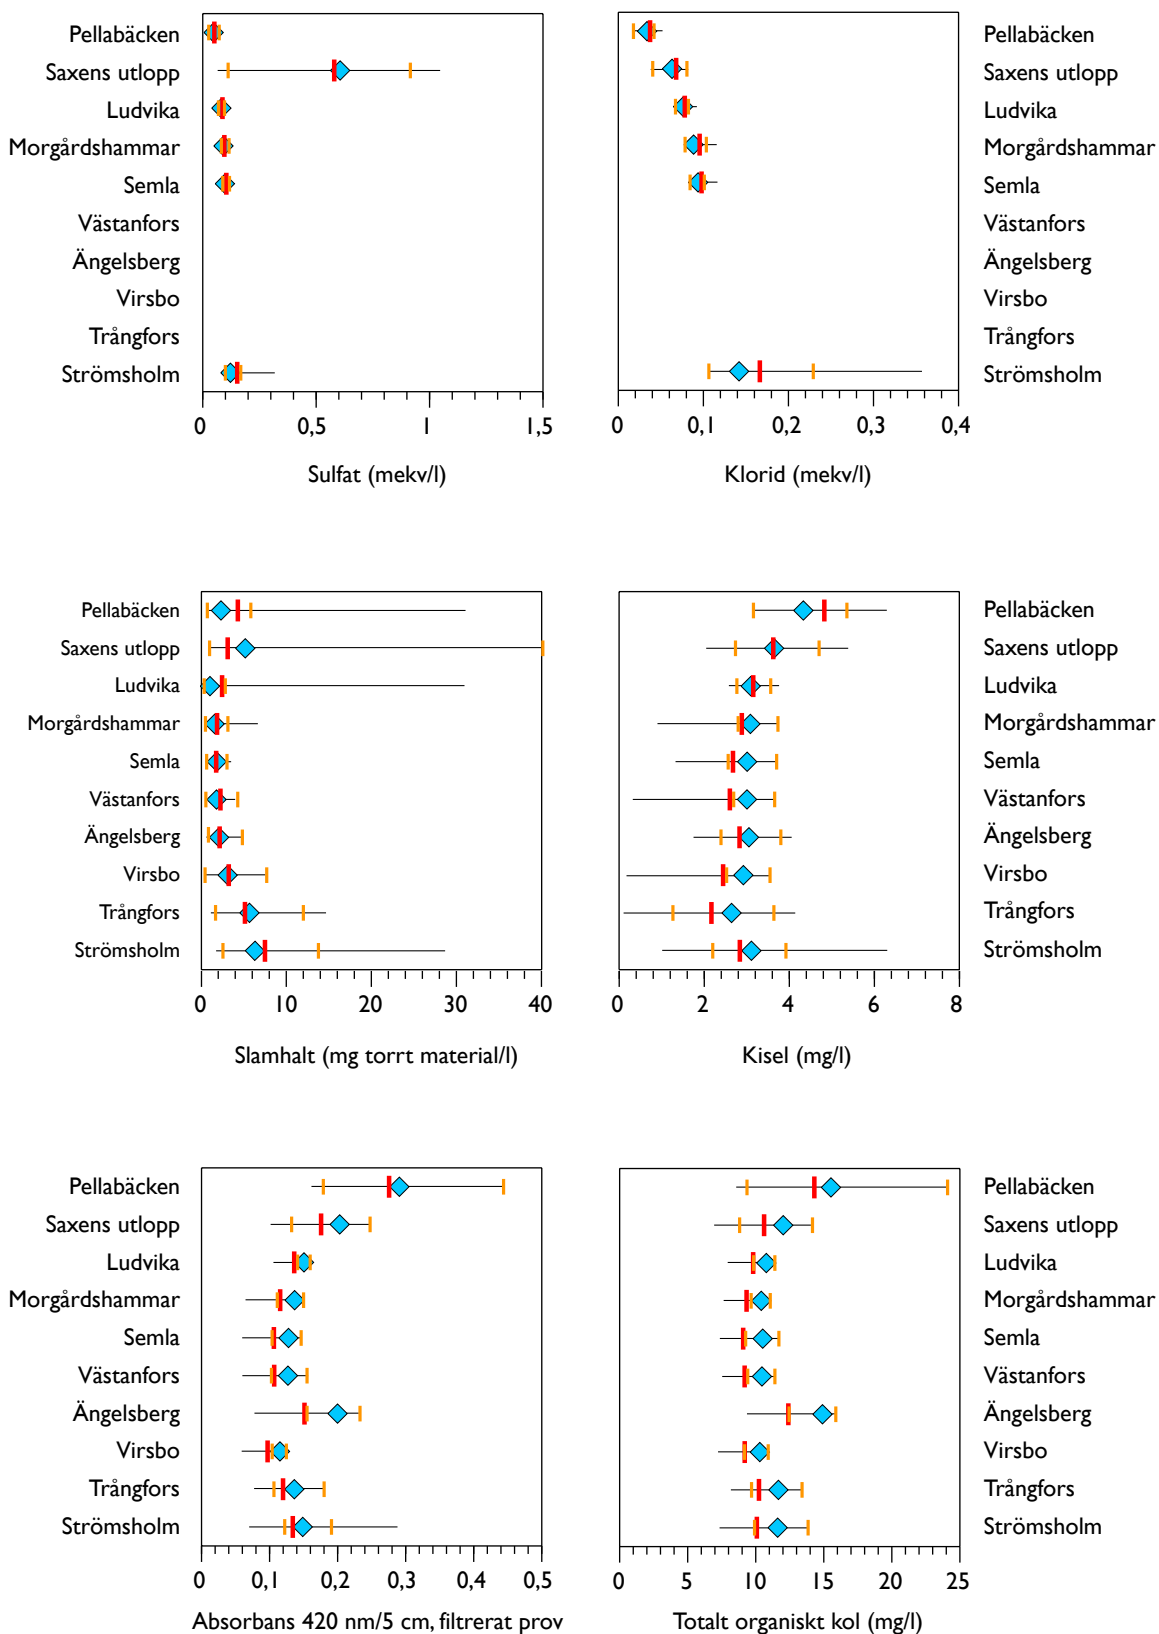 Pellabäcken
Saxens utlopp
Ludvika
Morgårdshammar
Semla
Västanfors
Ängelsberg
Virsbo
Trångfors
Strömsholm
0 0,5 1 1,5
Sulfat (mekv/l)
Pellabäcken
Saxens utlopp
Ludvika
Morgårdshammar
Semla
Västanfors
Ängelsberg
Virsbo
Trångfors
Strömsholm
0 0,1 0,2 0,3 0,4
Klorid (mekv/l)
Pellabäcken
Saxens utlopp
Ludvika
Morgårdshammar
Semla
Västanfors
Ängelsberg
Virsbo
Trångfors
Strömsholm
0 10 20 30 40
Slamhalt (mg torrt material/l)
Pellabäcken
Saxens utlopp
Ludvika
Morgårdshammar
Semla
Västanfors
Ängelsberg
Virsbo
Trångfors
Strömsholm
0 2 4 6 8
Kisel (mg/l)
Pellabäcken
Saxens utlopp
Ludvika
Morgårdshammar
Semla
Västanfors
Ängelsberg
Virsbo
Trångfors
Strömsholm
0 0,1 0,2 0,3 0,4 0,5
Absorbans 420 nm/5 cm, filtrerat prov
Pellabäcken
Saxens utlopp
Ludvika
Morgårdshammar
Semla
Västanfors
Ängelsberg
Virsbo
Trångfors
Strömsholm
0 5 10 15 20 25
Totalt organiskt kol (mg/l)